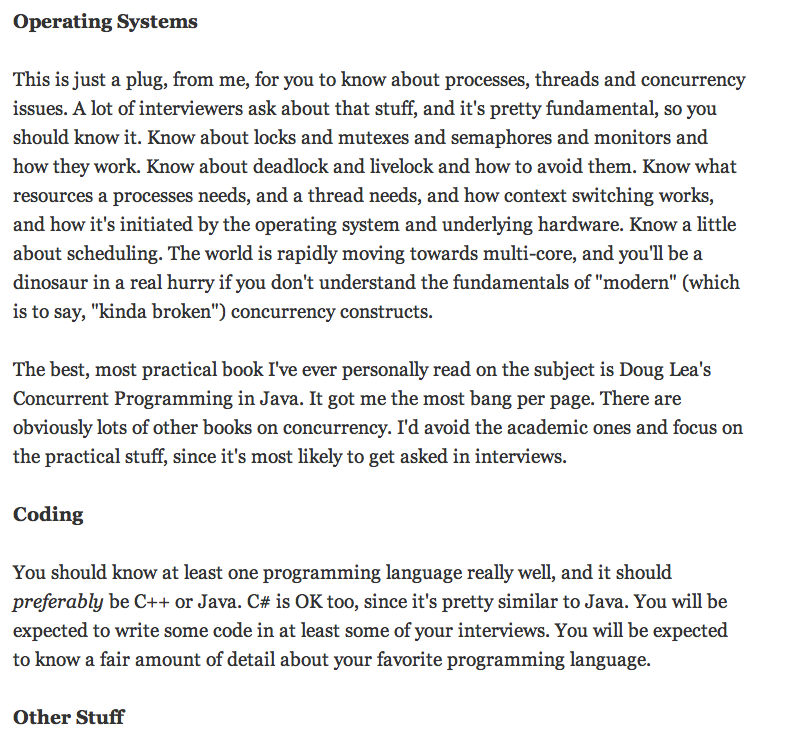 Operating Systems
This is just a plug, from me, for you to know about processes, threads and concurrency
issues. A lot of interviewers ask about that stuff, and it's pretty fundamental, so you
should know it. Know about locks and mutexes and semaphores and monitors and
how they work. Know about deadlock and livelock and how to avoid them. Know what
resources a processes needs, and a thread needs, and how context switching works,
and how it's initiated by the operating system and underlying hardware. Know a little
about scheduling. The world is rapidly moving towards multi-core, and you'll be a
dinosaur in a real hurry if you don't understand the fundamentals of "modern" (which
is to say, "kinda broken") concurrency constructs.
The best, most practical book I've ever personally read on the subject is Doug Lea's
Concurrent Programming in Java. It got me the most bang per page. There are
obviously lots of other books on concurrency. I'd avoid the academic ones and focus on
the practical stuff, since it's most likely to get asked in interviews.
Coding
You should know at least one programming language really well, and it should
preferably be C++ or Java. C# is OK too, since it's pretty similar to Java. You will be
expected to write some code in at least some of your interviews. You will be expected
to know a fair amount of detail about your favorite programming language.
Other Stuff